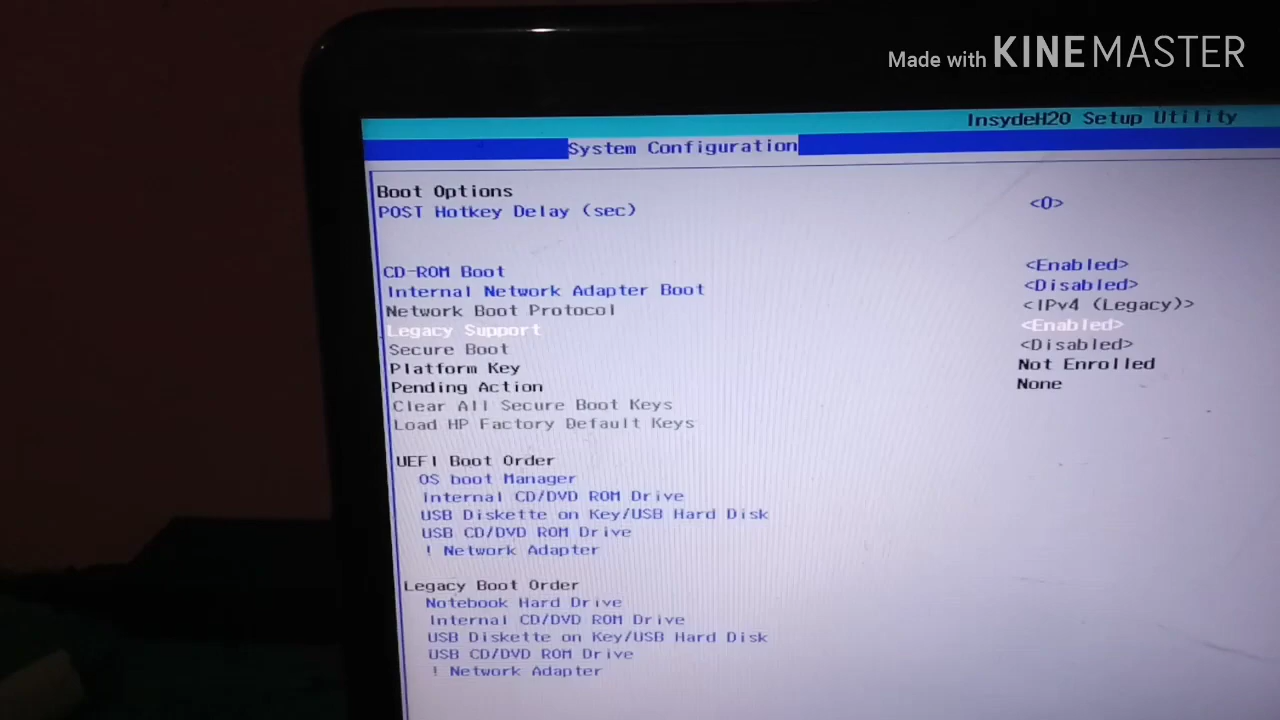 Made with KINEMASTER
InsydeH2O Setup Utility
System Configuration
Boot Options
POST Hotkey Delay (sec) <0>
CD-ROM Boot <Enabled>
Internal Network Adapter Boot <Disabled>
Network Boot Protocol <IPv4 (Legacy)>
Legacy Support <Enabled>
Secure Boot <Disabled>
Platform Key Not Enrolled
Pending Action None
Clear All Secure Boot Keys
Load HP Factory Default Keys
UEFI Boot Order
OS boot Manager
Internal CD/DVD ROM Drive
USB Diskette on Key/USB Hard Disk
USB CD/DVD ROM Drive
! Network Adapter
Legacy Boot Order
Notebook Hard Drive
Internal CD/DVD ROM Drive
USB Diskette on Key/USB Hard Disk
USB CD/DVD ROM Drive
! Network Adapter